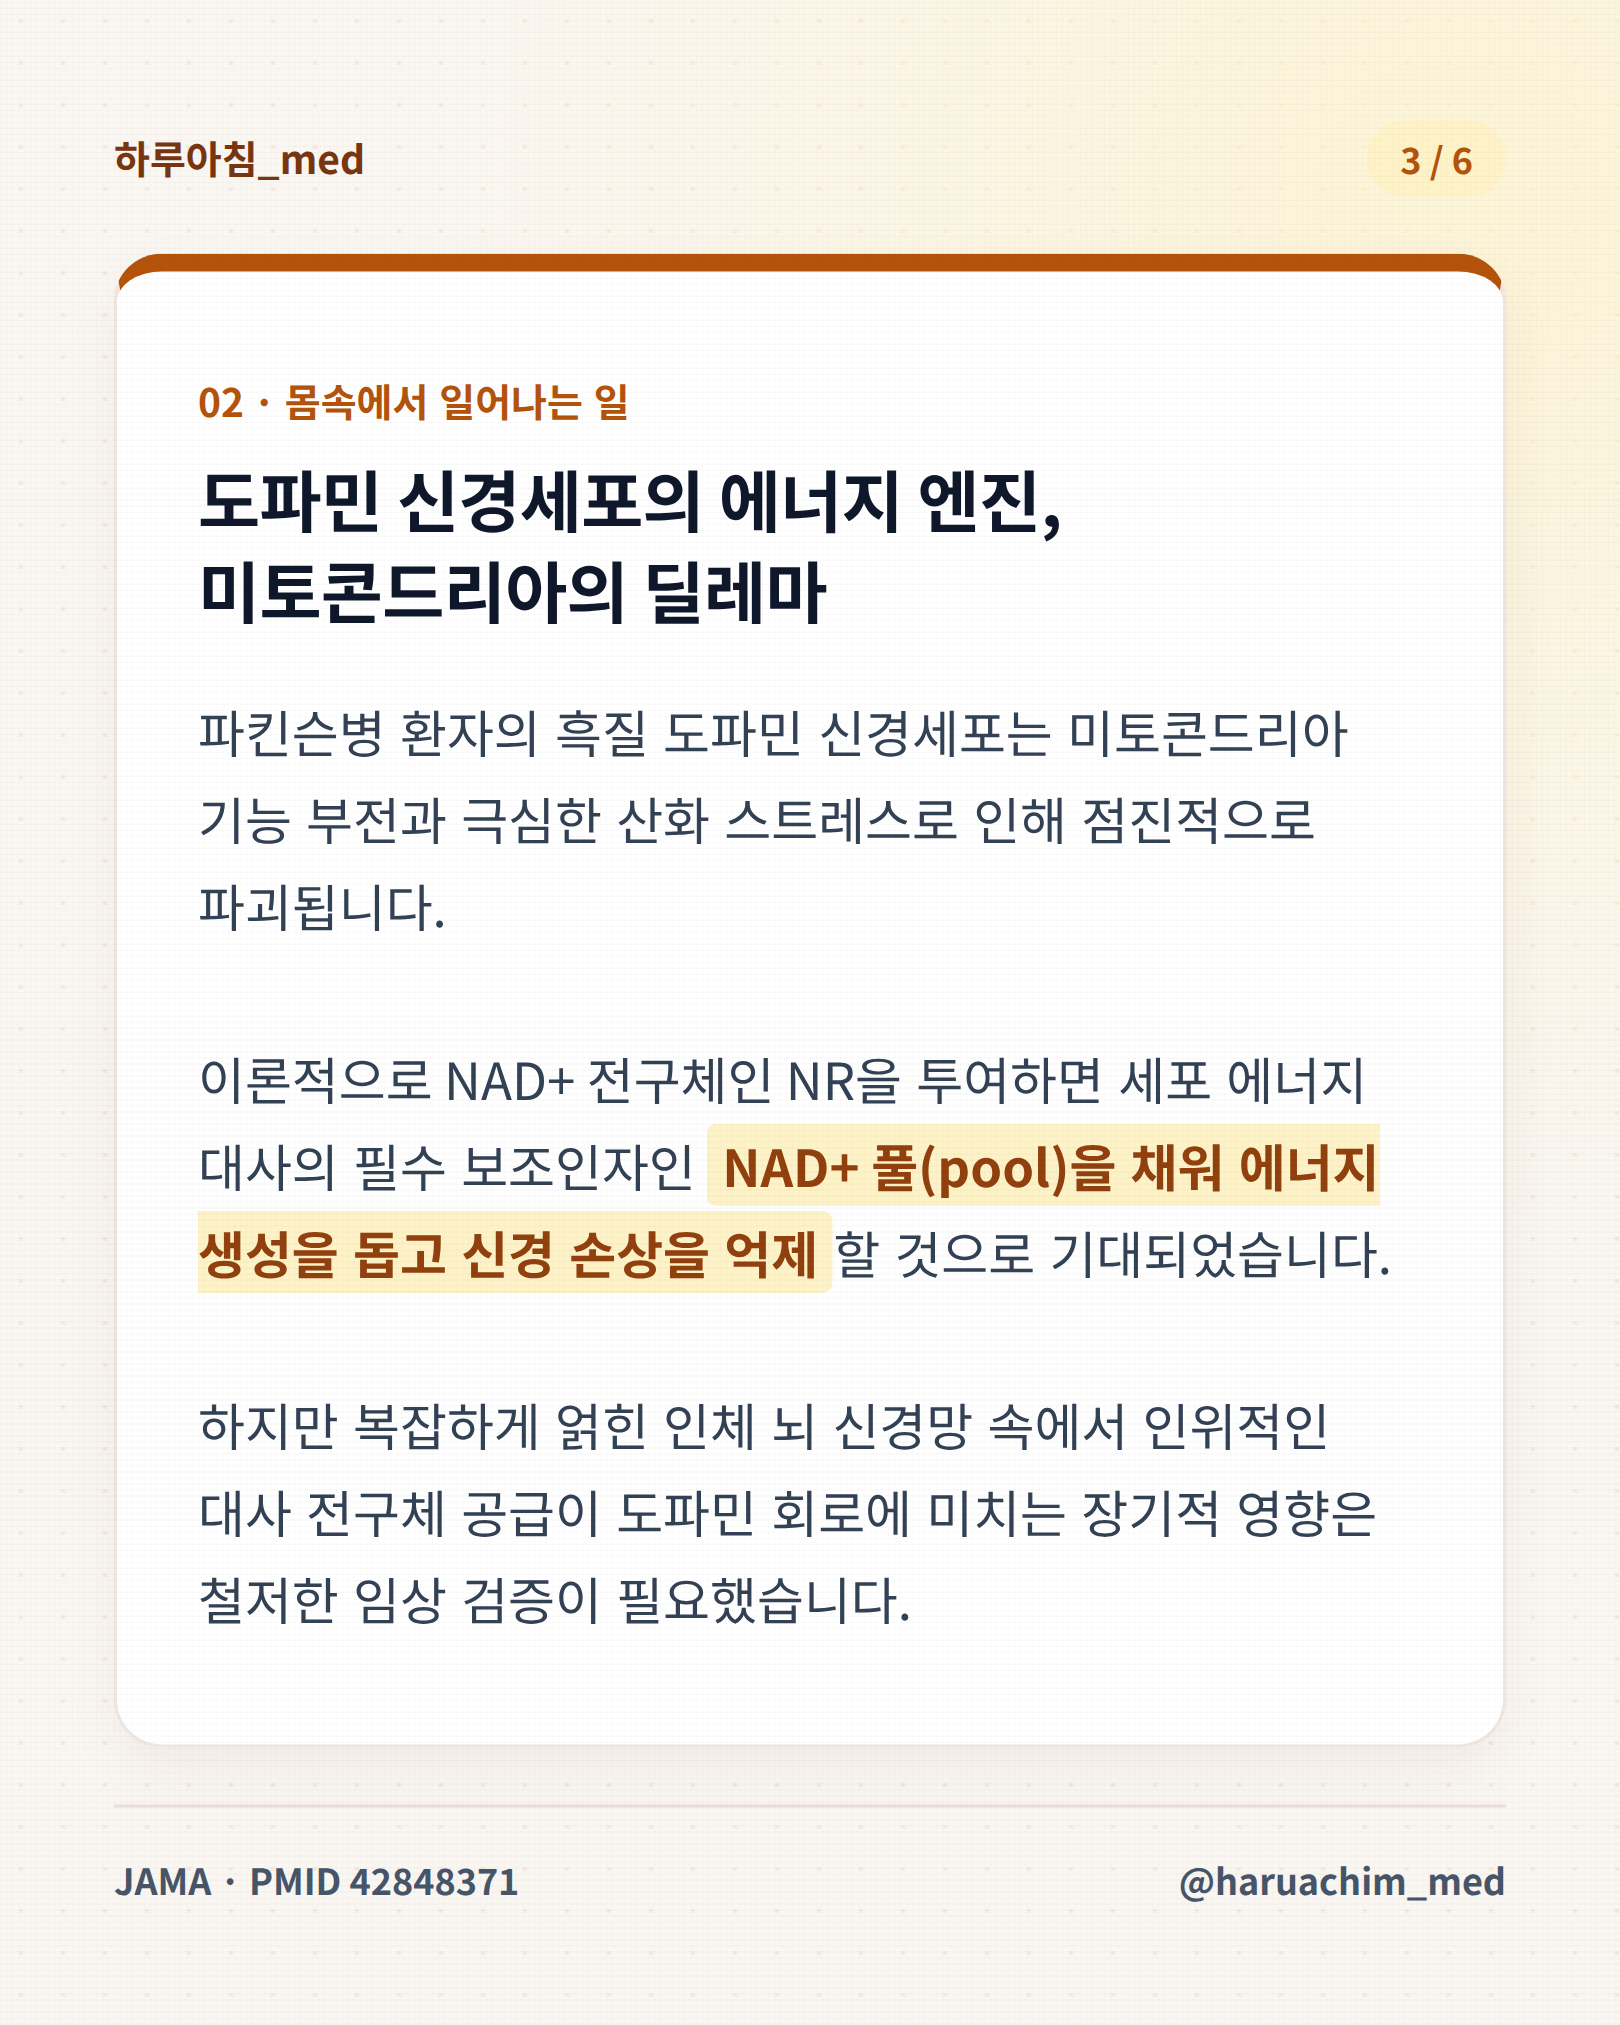 하루아침_med
3 / 6
02 · 몸속에서 일어나는 일
도파민 신경세포의 에너지 엔진,
미토콘드리아의 딜레마
파킨슨병 환자의 흑질 도파민 신경세포는 미토콘드리아
기능 부전과 극심한 산화 스트레스로 인해 점진적으로
파괴됩니다.
이론적으로 NAD+ 전구체인 NR을 투여하면 세포 에너지
대사의 필수 보조인자인 NAD+ 풀(pool)을 채워 에너지
생성을 돕고 신경 손상을 억제할 것으로 기대되었습니다.
하지만 복잡하게 얽힌 인체 뇌 신경망 속에서 인위적인
대사 전구체 공급이 도파민 회로에 미치는 장기적 영향은
철저한 임상 검증이 필요했습니다.
JAMA · PMID 42848371
@haruachim_med